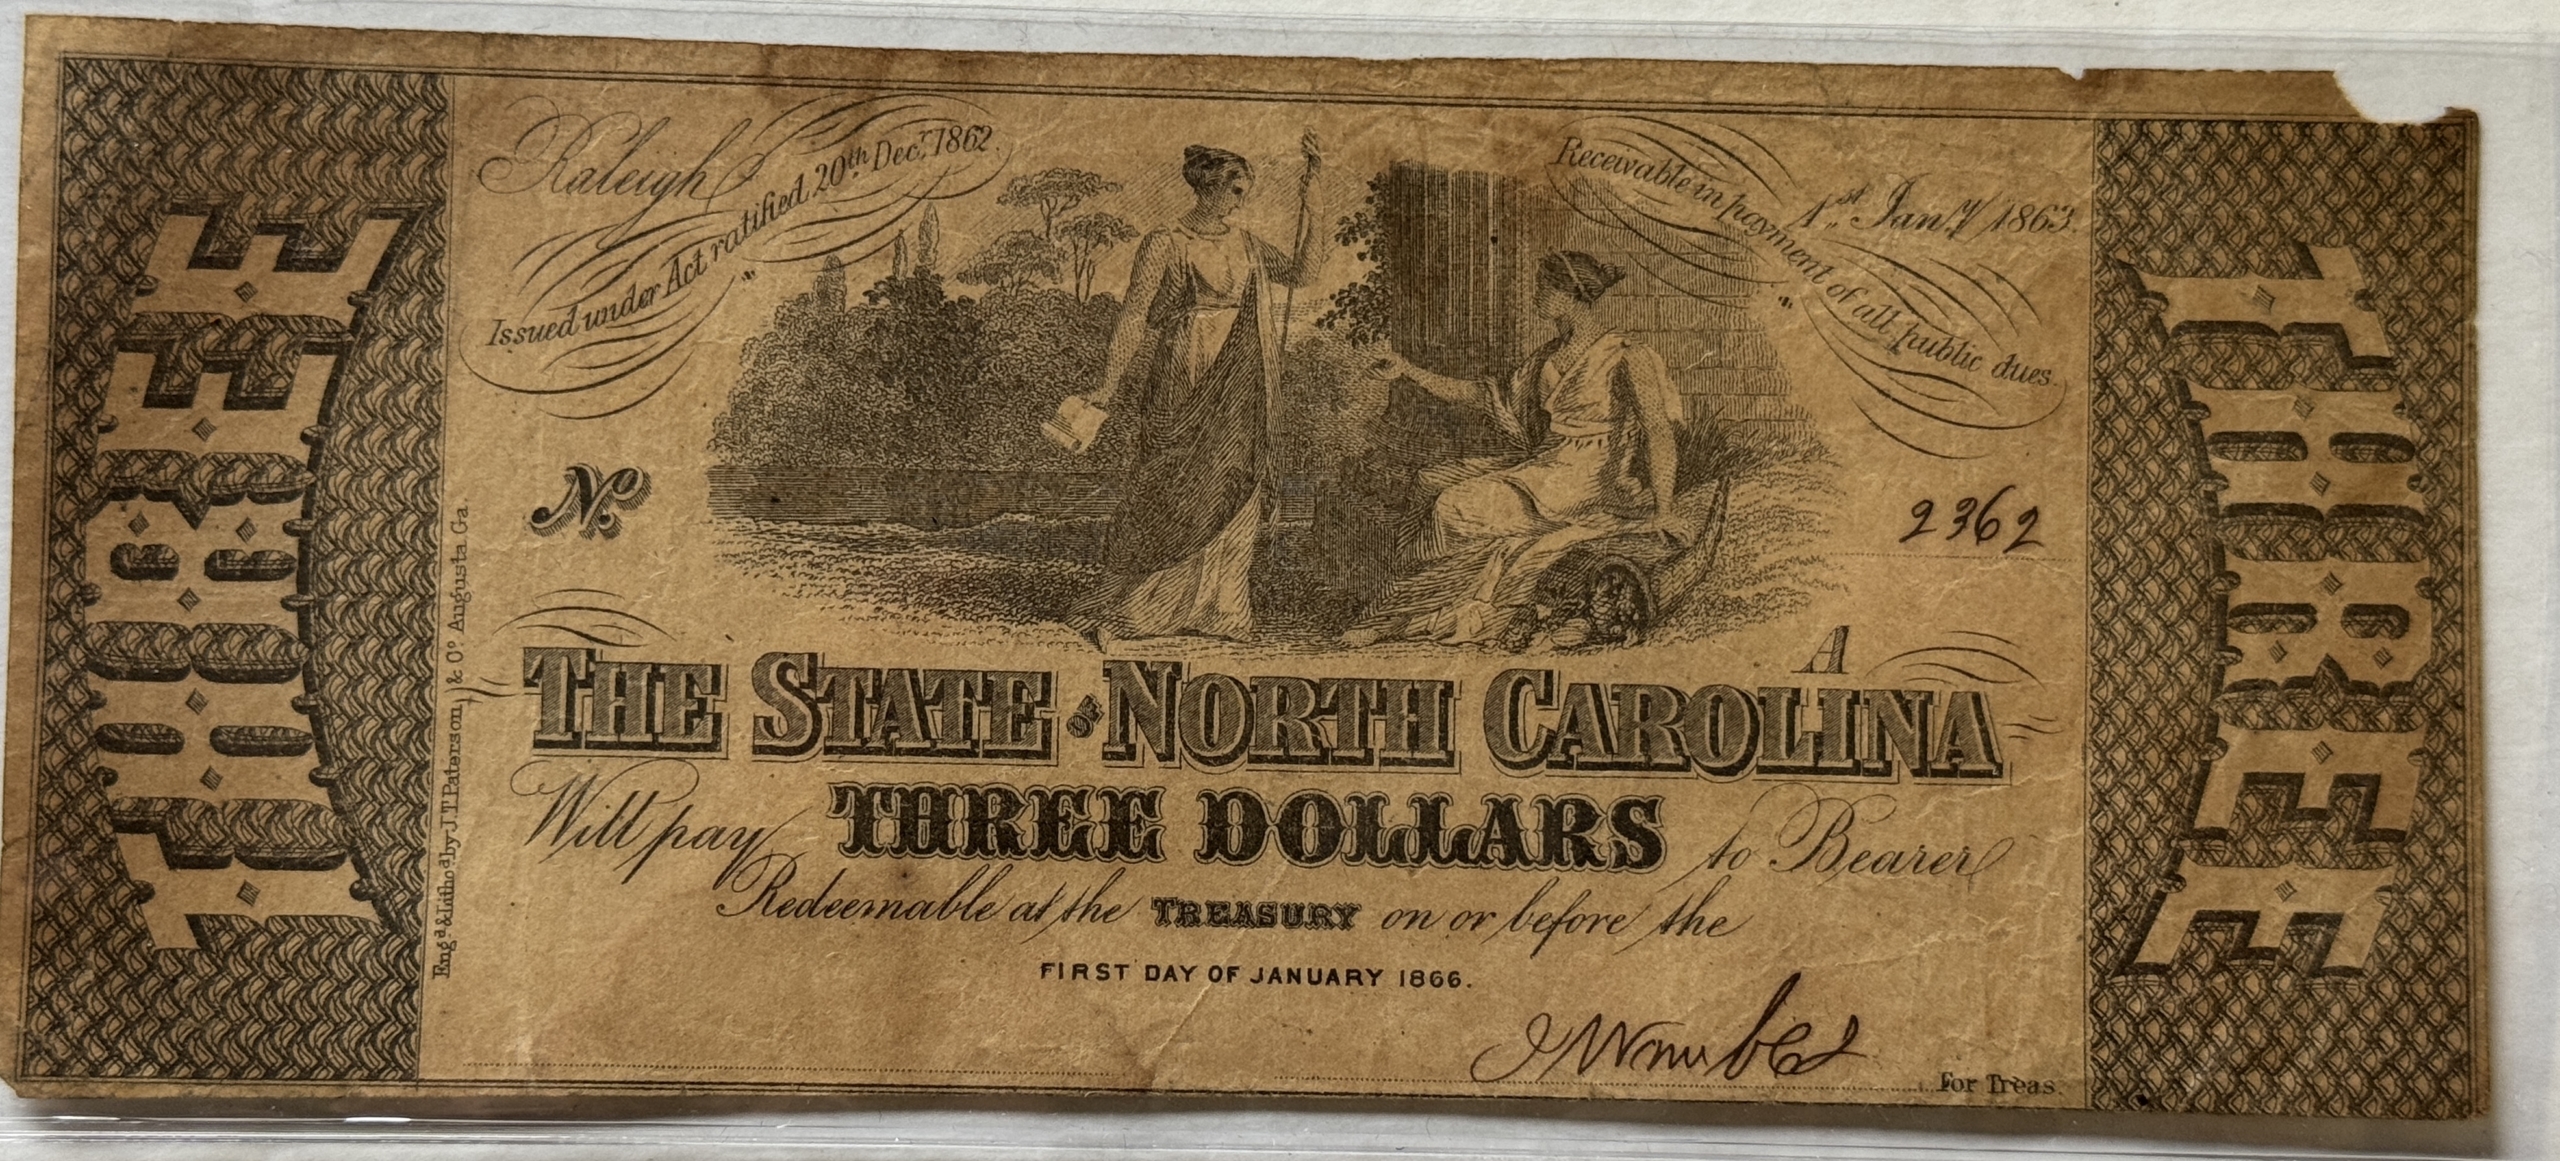 Raleigh
Issued under Act ratified, 20th Decr. 1862.
Receivable in payment of all public dues.
1st Jany 1863.
No.
2362
A
THE STATE OF NORTH CAROLINA
Will pay THREE DOLLARS to Bearer
Redeemable at the TREASURY on or before the
FIRST DAY OF JANUARY 1866.
For Treas.
THREE
THREE
Engd. & Lithod. by J.T. Paterson & Co. Augusta, Ga.